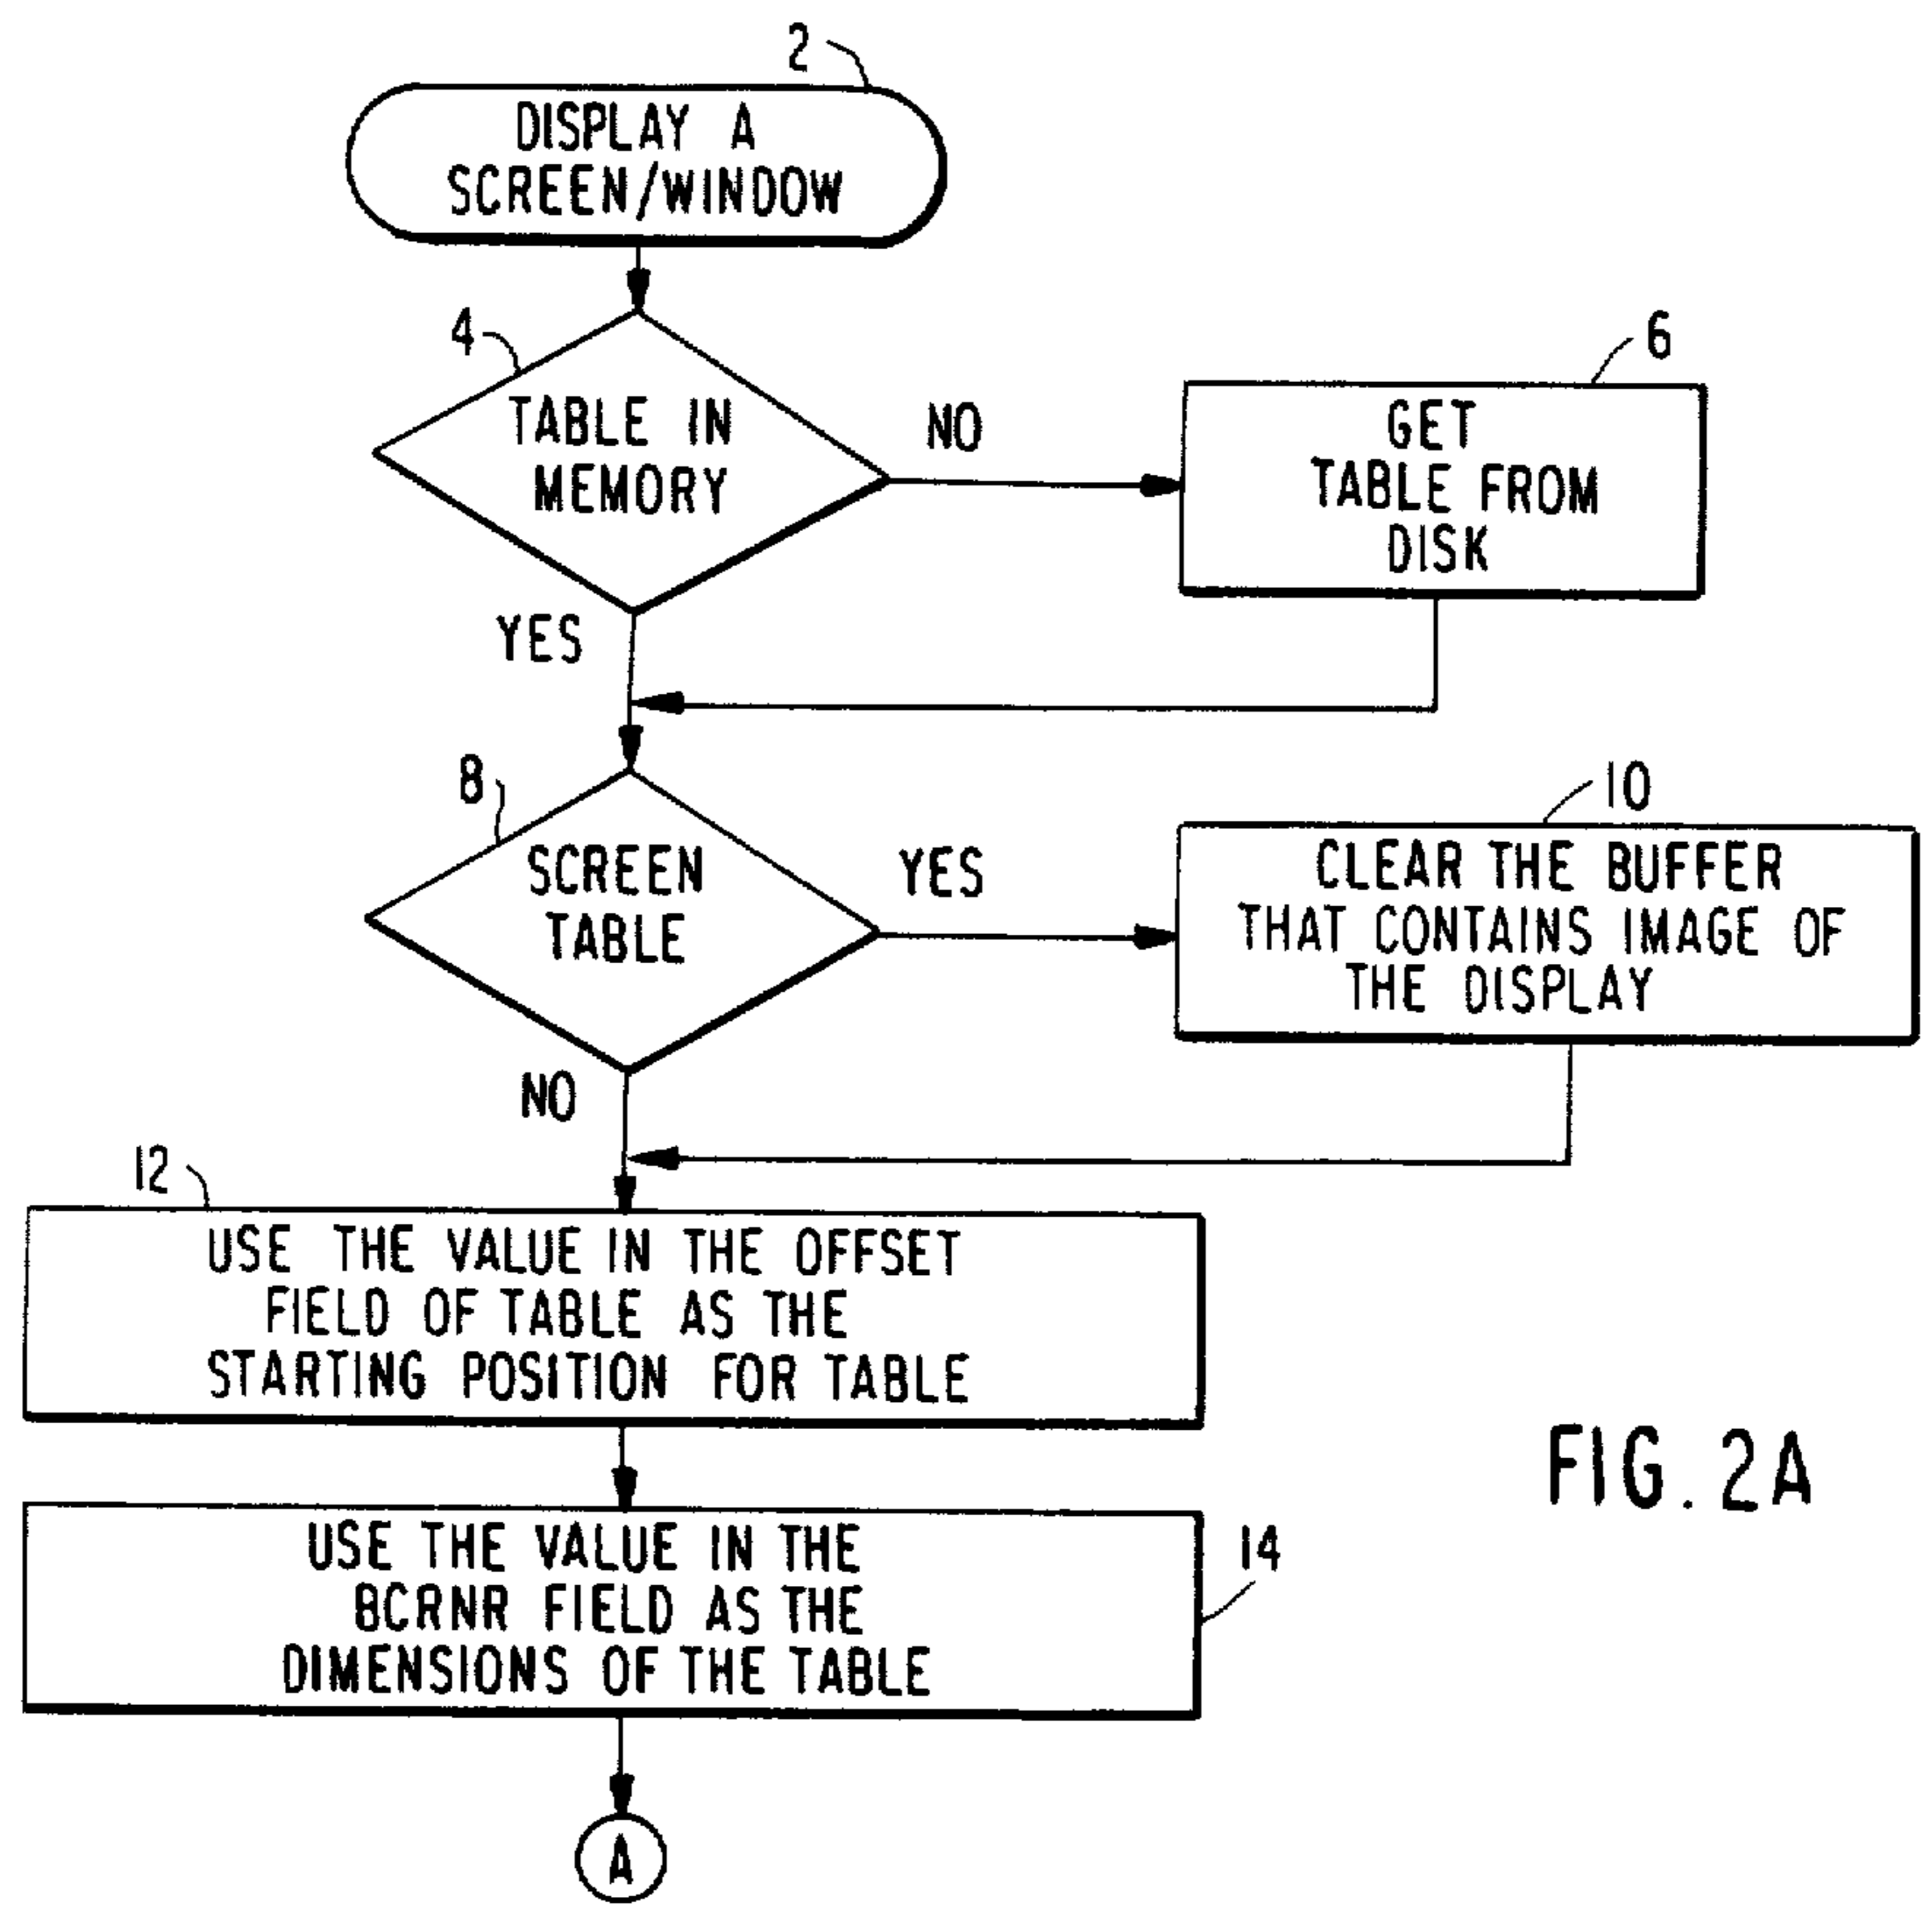 2
DISPLAY A
SCREEN/WINDOW
4
TABLE IN
MEMORY
NO
6
GET
TABLE FROM
DISK
YES
8
SCREEN
TABLE
YES
10
CLEAR THE BUFFER
THAT CONTAINS IMAGE OF
THE DISPLAY
NO
12
USE THE VALUE IN THE OFFSET
FIELD OF TABLE AS THE
STARTING POSITION FOR TABLE
14
USE THE VALUE IN THE
BCRNR FIELD AS THE
DIMENSIONS OF THE TABLE
A
FIG. 2A